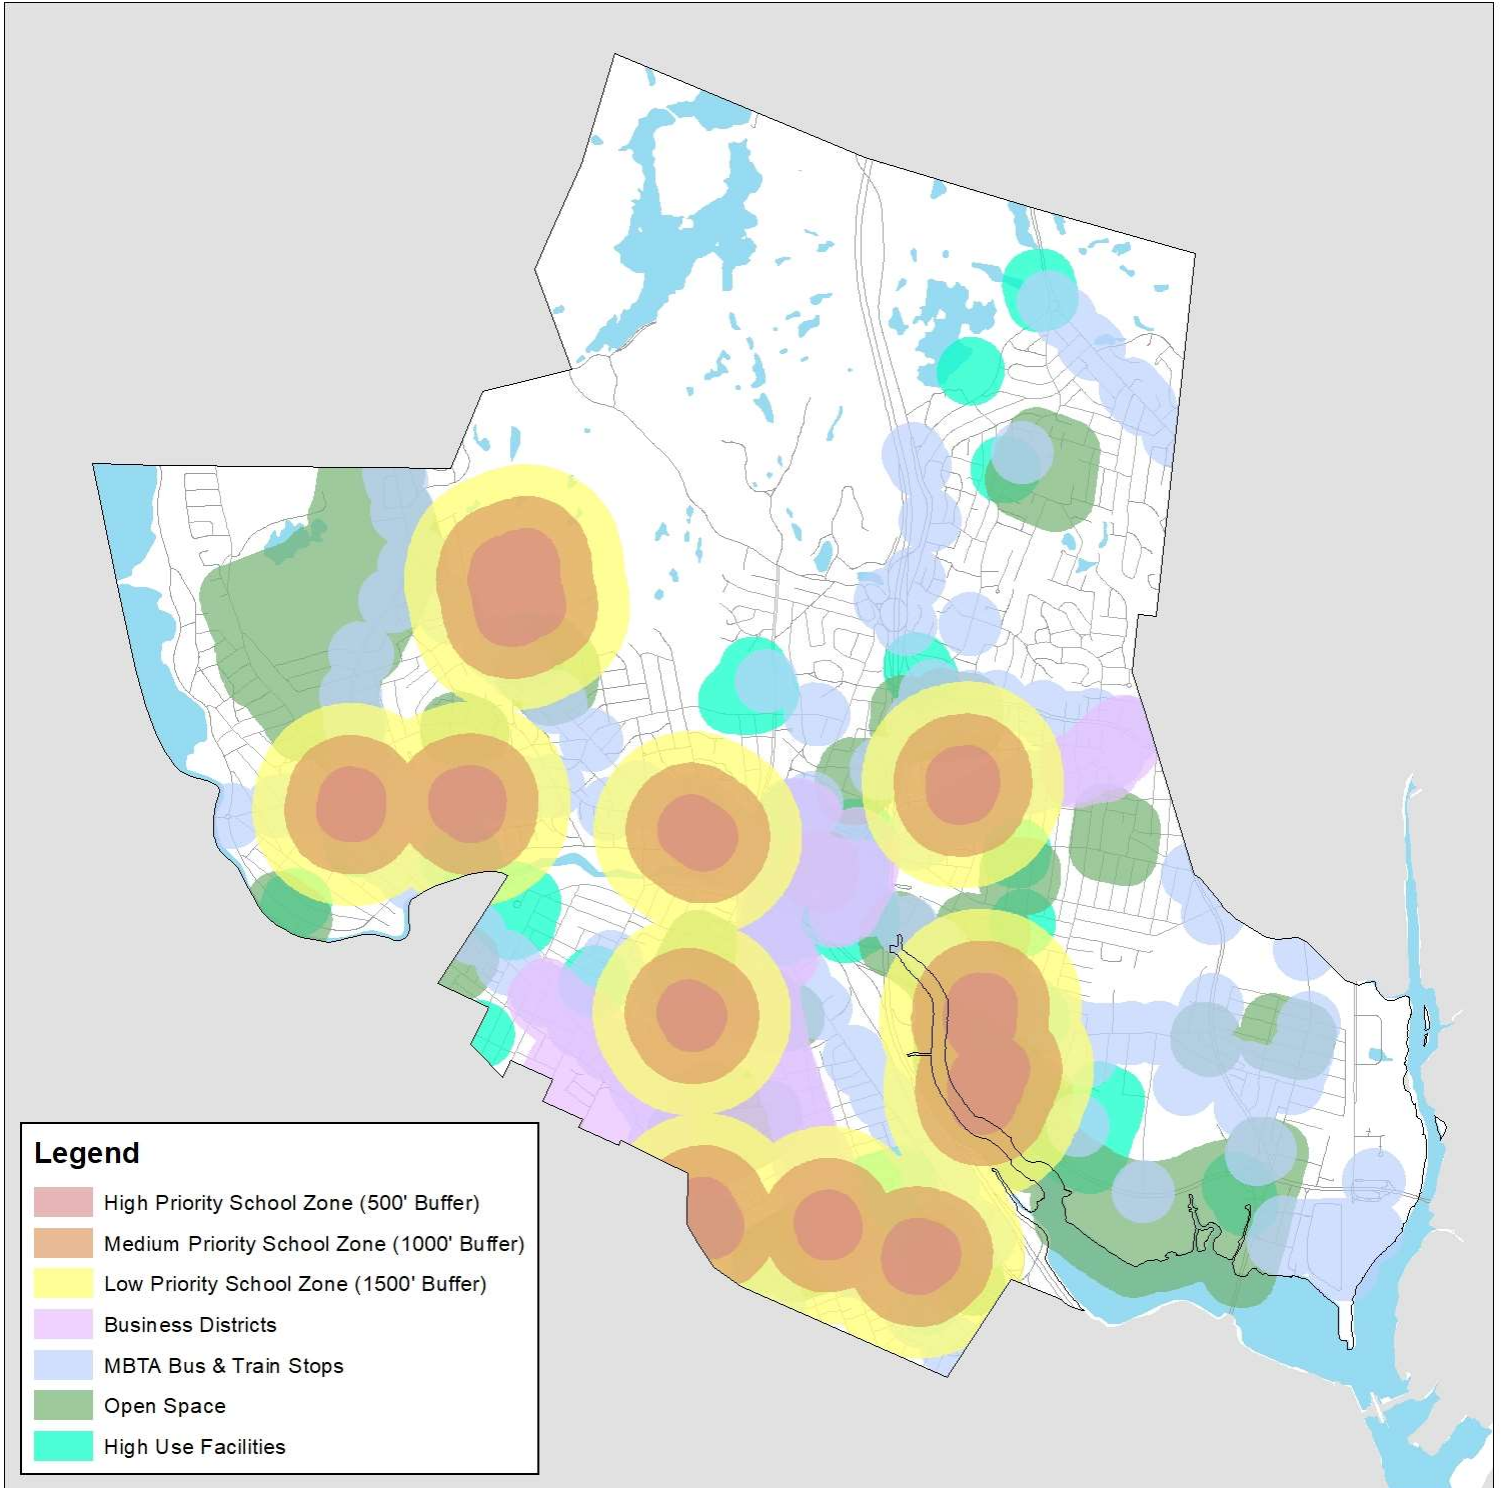 Legend
High Priority School Zone (500' Buffer)
Medium Priority School Zone (1000' Buffer)
Low Priority School Zone (1500' Buffer)
Business Districts
MBTA Bus & Train Stops
Open Space
High Use Facilities